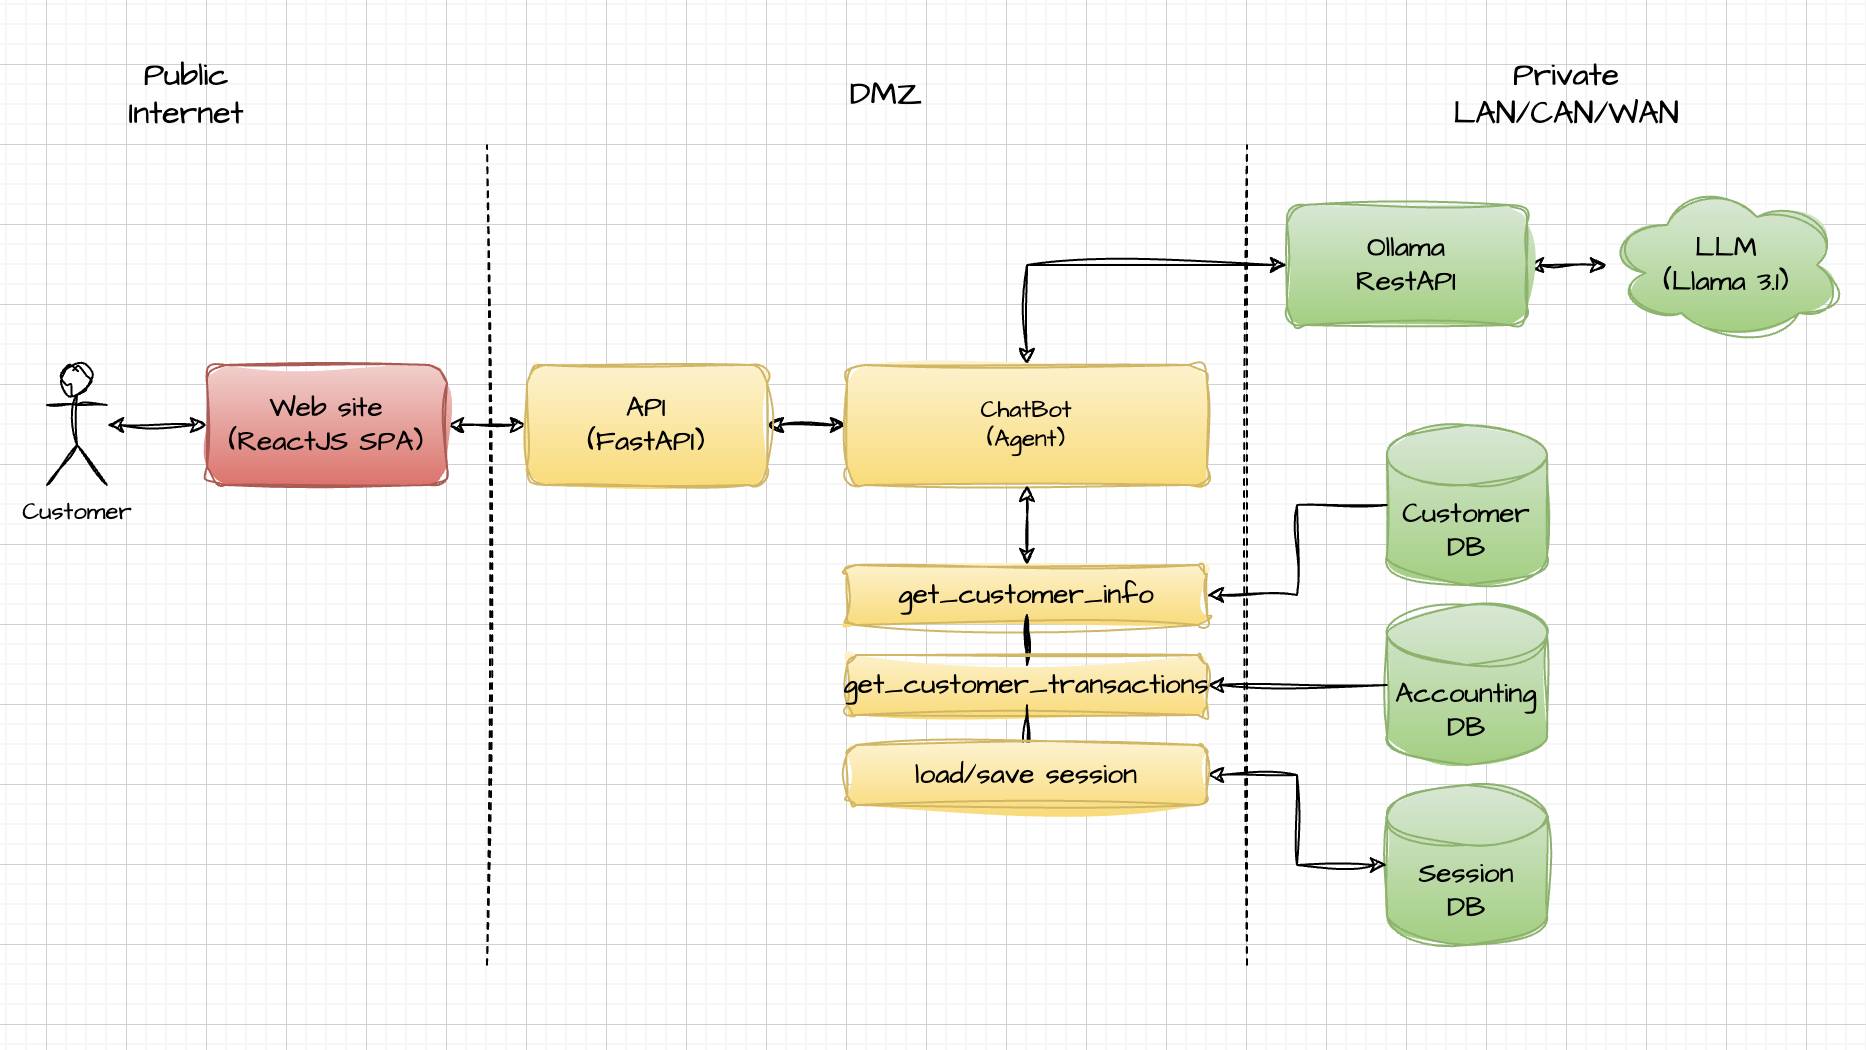 Public
Internet
DMZ
Private
LAN/CAN/WAN
Ollama
RestAPI
LLM
(Llama 3.1)
Customer
Web site
(ReactJS SPA)
API
(FastAPI)
ChatBot
(Agent)
get_customer_info
get_customer_transactions
load/save session
Customer
DB
Accounting
DB
Session
DB